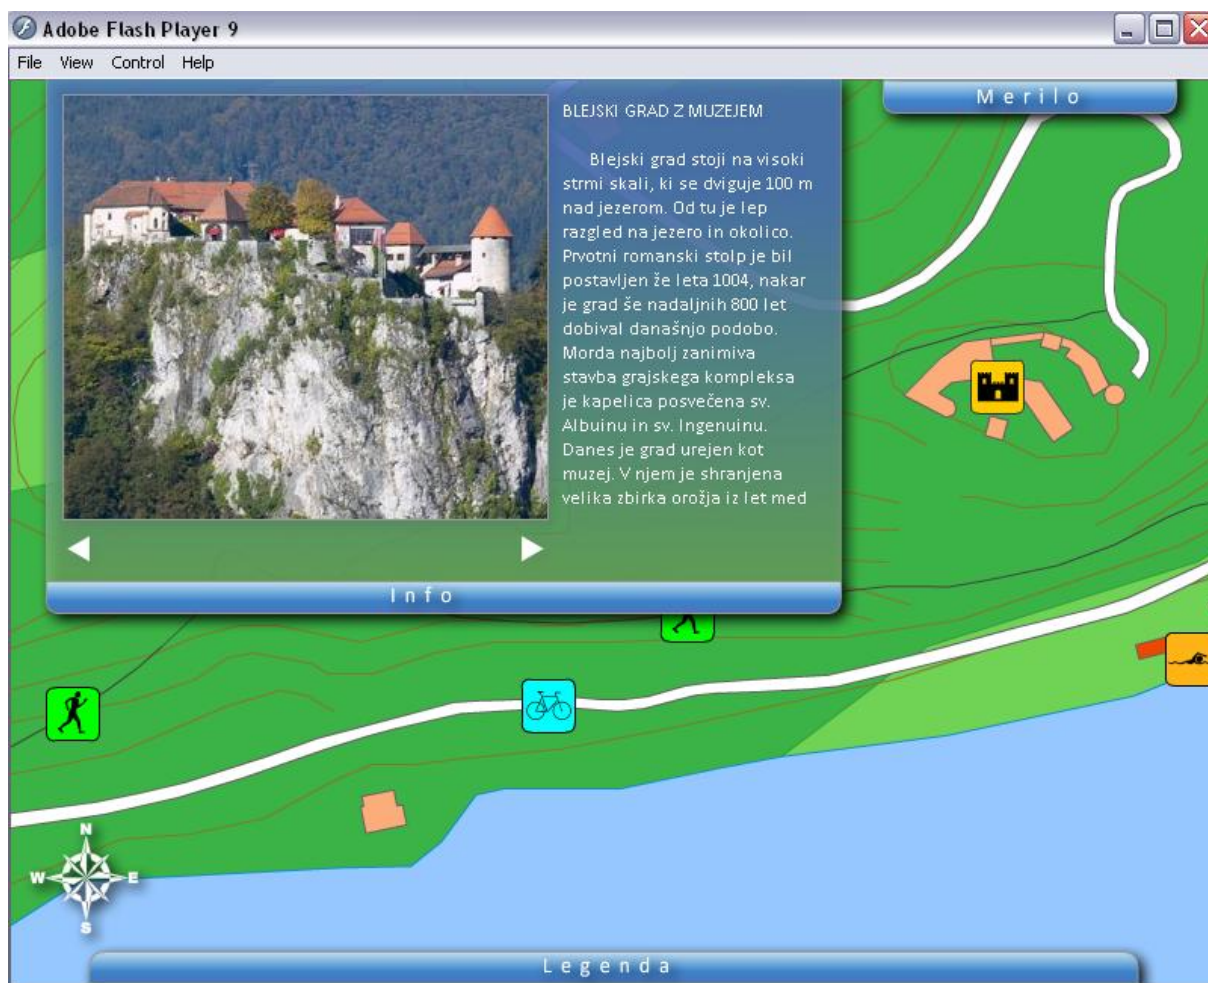 Adobe Flash Player 9
File View Control Help
Merilo
BLEJSKI GRAD Z MUZEJEM
Blejski grad stoji na visoki
strmi skali, ki se dviguje 100 m
nad jezerom. Od tu je lep
razgled na jezero in okolico.
Prvotni romanski stolp je bil
postavljen že leta 1004, nakar
je grad še nadaljnih 800 let
dobival današnjo podobo.
Morda najbolj zanimiva
stavba grajskega kompleksa
je kapelica posvečena sv.
Albuinu in sv. Ingenuinu.
Danes je grad urejen kot
muzej. V njem je shranjena
velika zbirka orožja iz let med
Info
N
W E
S
Legenda